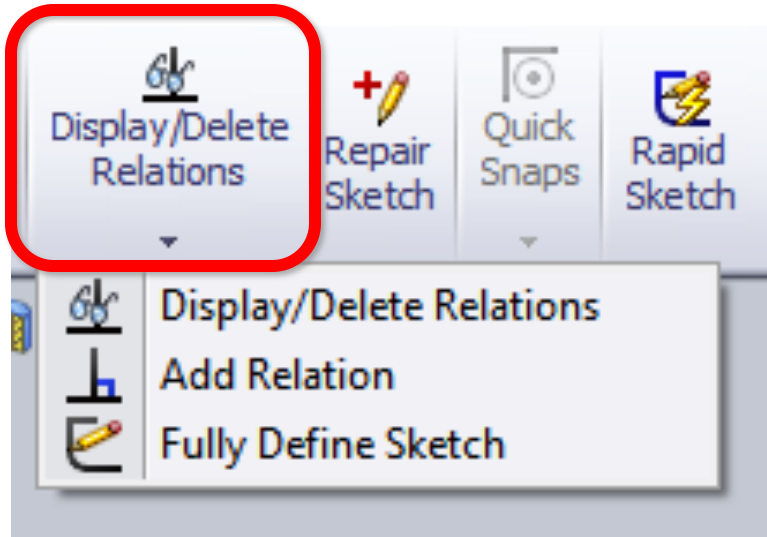 Display/Delete
Relations
Repair
Sketch
Quick
Snaps
Rapid
Sketch
Display/Delete Relations
Add Relation
Fully Define Sketch